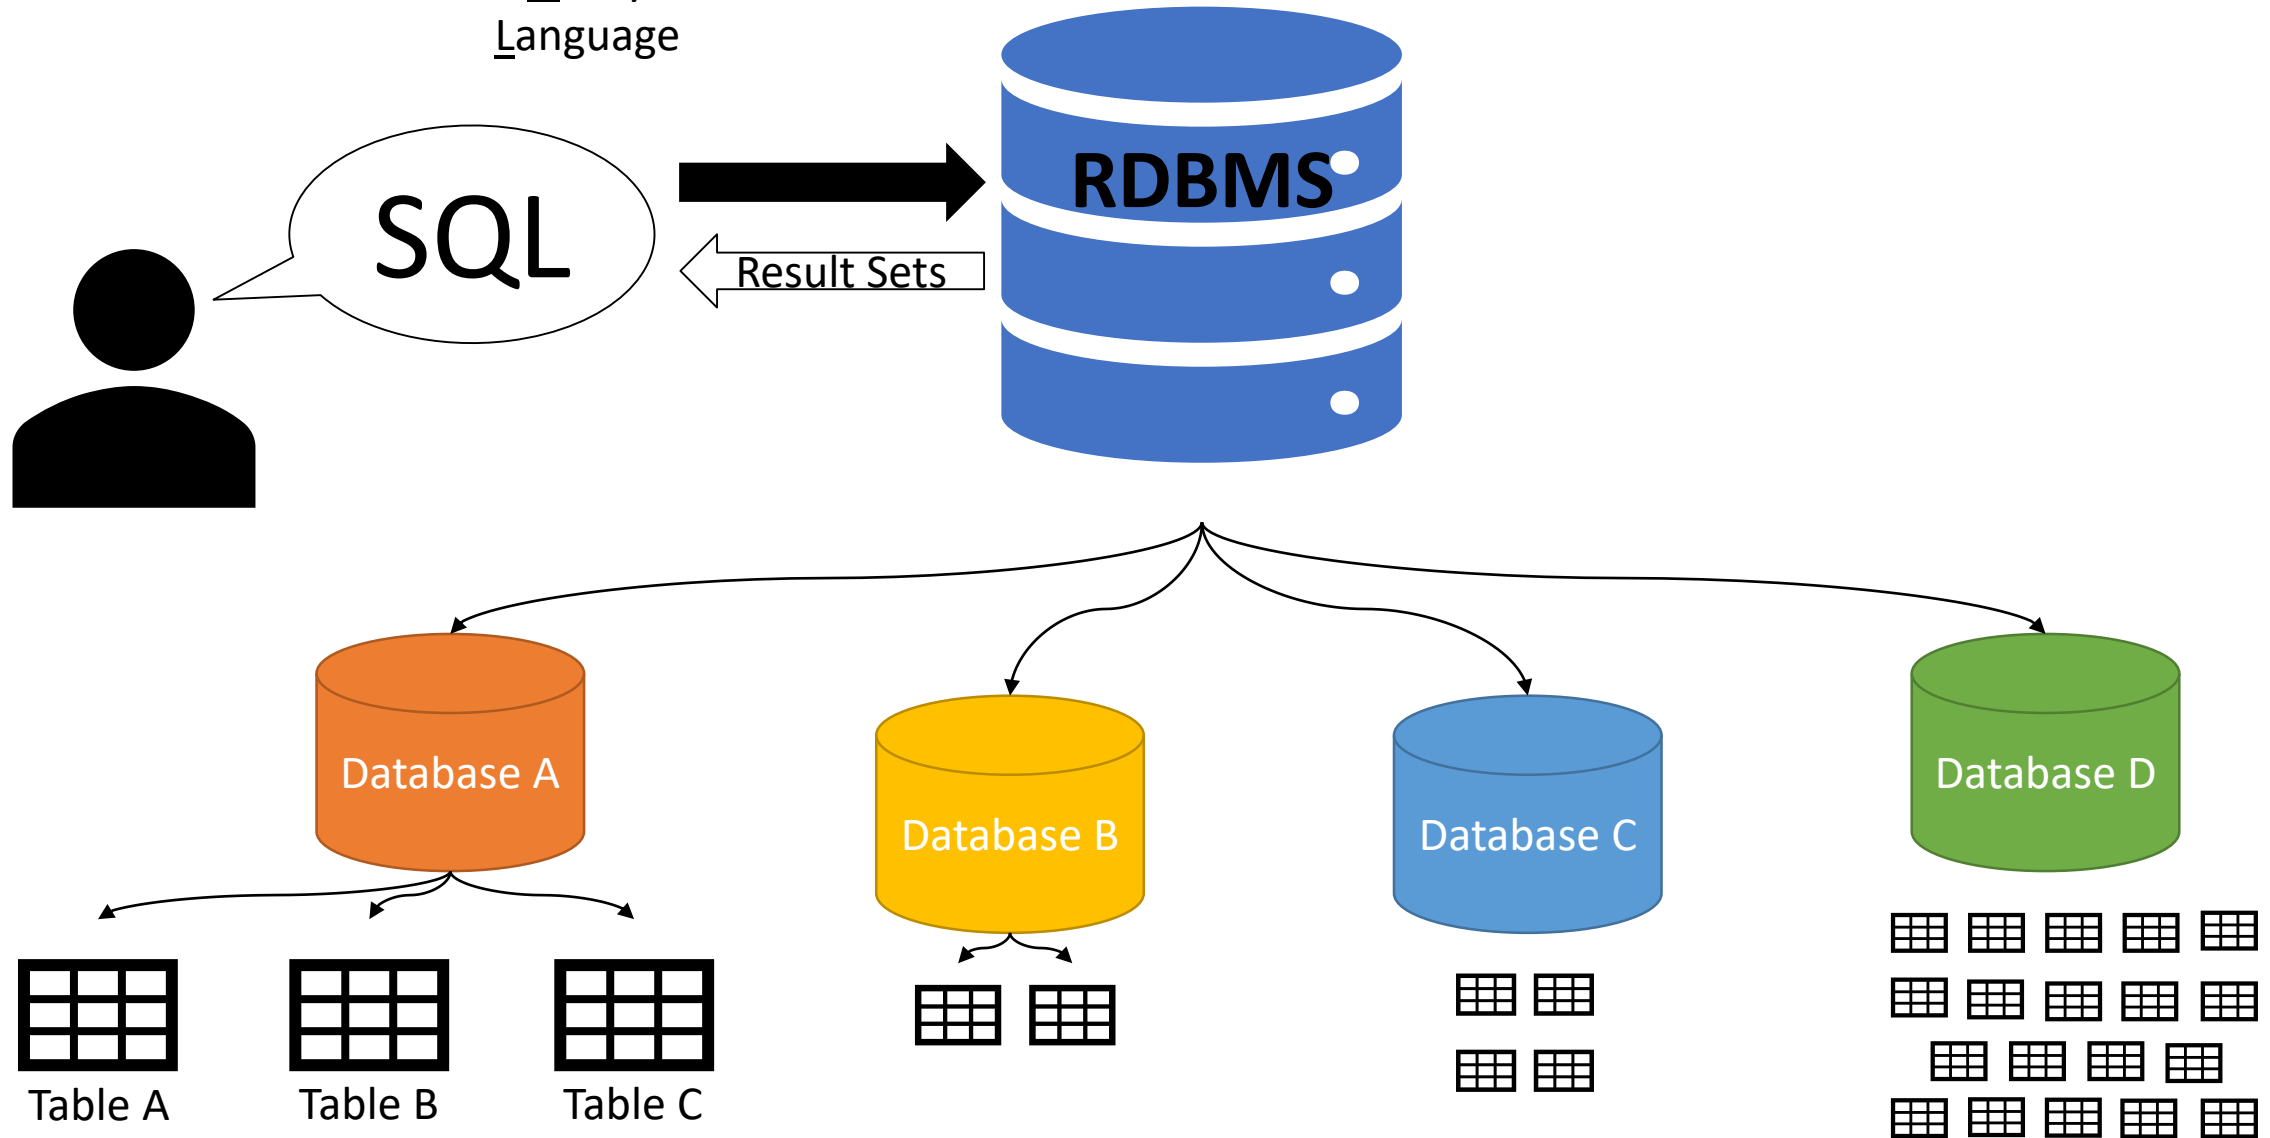 Language
SQL
RDBMS
Result Sets
Database A
Database B
Database C
Database D
Table A
Table B
Table C